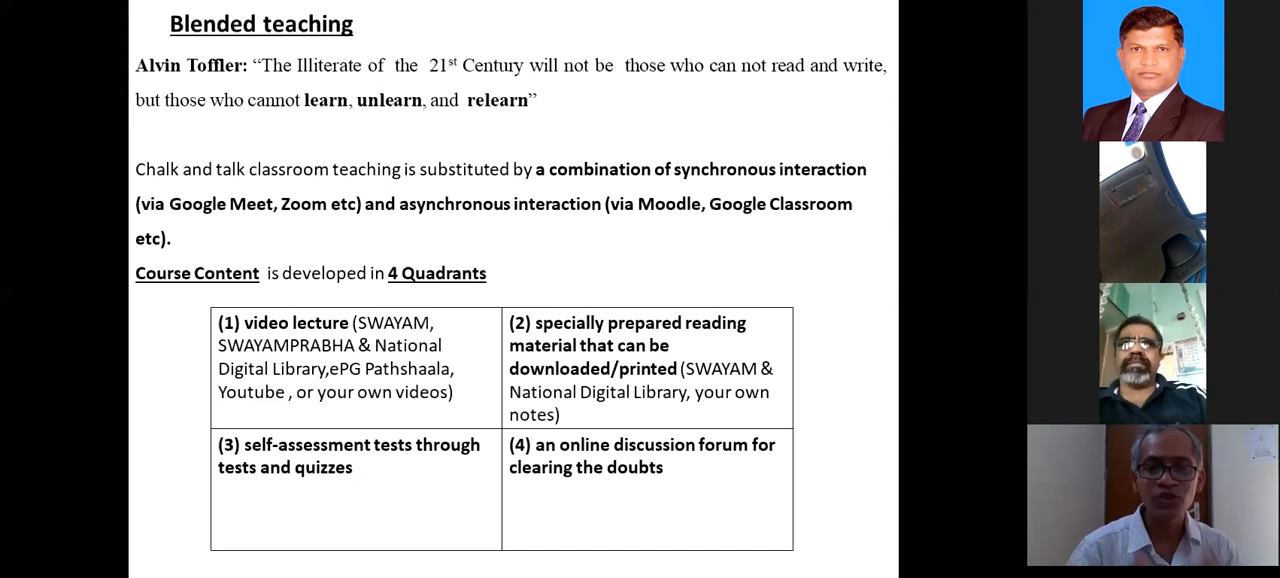 Blended teaching
Alvin Toffler: “The Illiterate of the 21st Century will not be those who can not read and write,
but those who cannot learn, unlearn, and relearn”
Chalk and talk classroom teaching is substituted by a combination of synchronous interaction
(via Google Meet, Zoom etc) and asynchronous interaction (via Moodle, Google Classroom
etc).
Course Content is developed in 4 Quadrants
(1) video lecture (SWAYAM,
SWAYAMPRABHA & National
Digital Library,ePG Pathshaala,
Youtube , or your own videos)
(2) specially prepared reading
material that can be
downloaded/printed (SWAYAM &
National Digital Library, your own
notes)
(3) self-assessment tests through
tests and quizzes
(4) an online discussion forum for
clearing the doubts